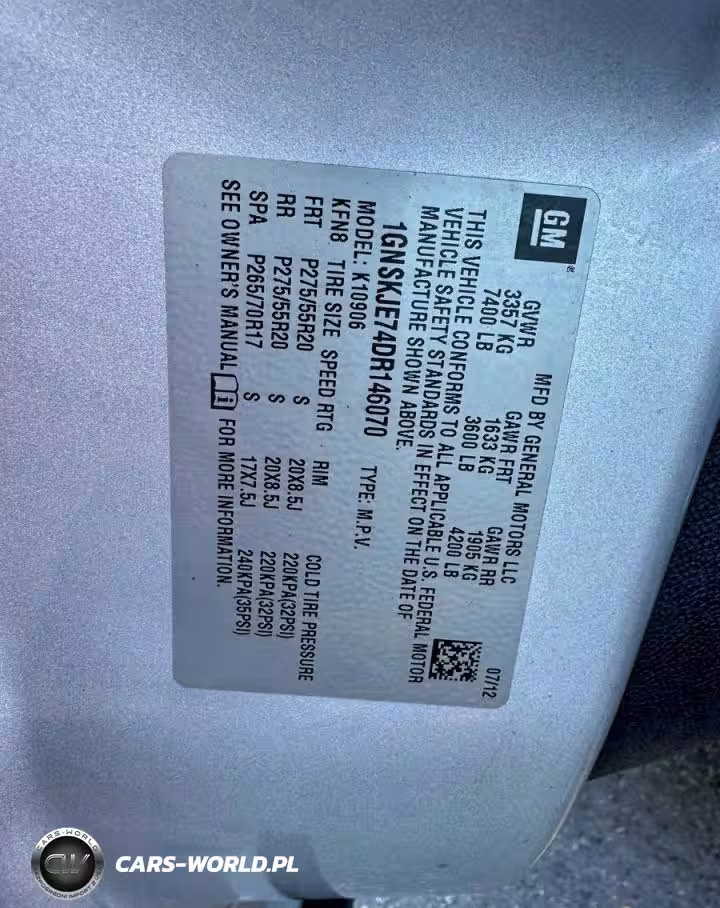 GM
MFD BY GENERAL MOTORS LLC 07/12
GVWR GAWR FRT GAWR RR
3357 KG 1633 KG 1905 KG
7400 LB 3600 LB 4200 LB
THIS VEHICLE CONFORMS TO ALL APPLICABLE U.S. FEDERAL MOTOR
VEHICLE SAFETY STANDARDS IN EFFECT ON THE DATE OF
MANUFACTURE SHOWN ABOVE.
1GNSKJE74DR146070 TYPE: M.P.V.
MODEL: K10906
KFN8 TIRE SIZE SPEED RTG RIM COLD TIRE PRESSURE
FRT P275/55R20 S 20X8.5J 220KPA(32PSI)
RR P275/55R20 S 20X8.5J 220KPA(32PSI)
SPA P265/70R17 S 17X7.5J 240KPA(35PSI)
SEE OWNER'S MANUAL FOR MORE INFORMATION.
CARS-WORLD
CW
CARS-WORLD.PL